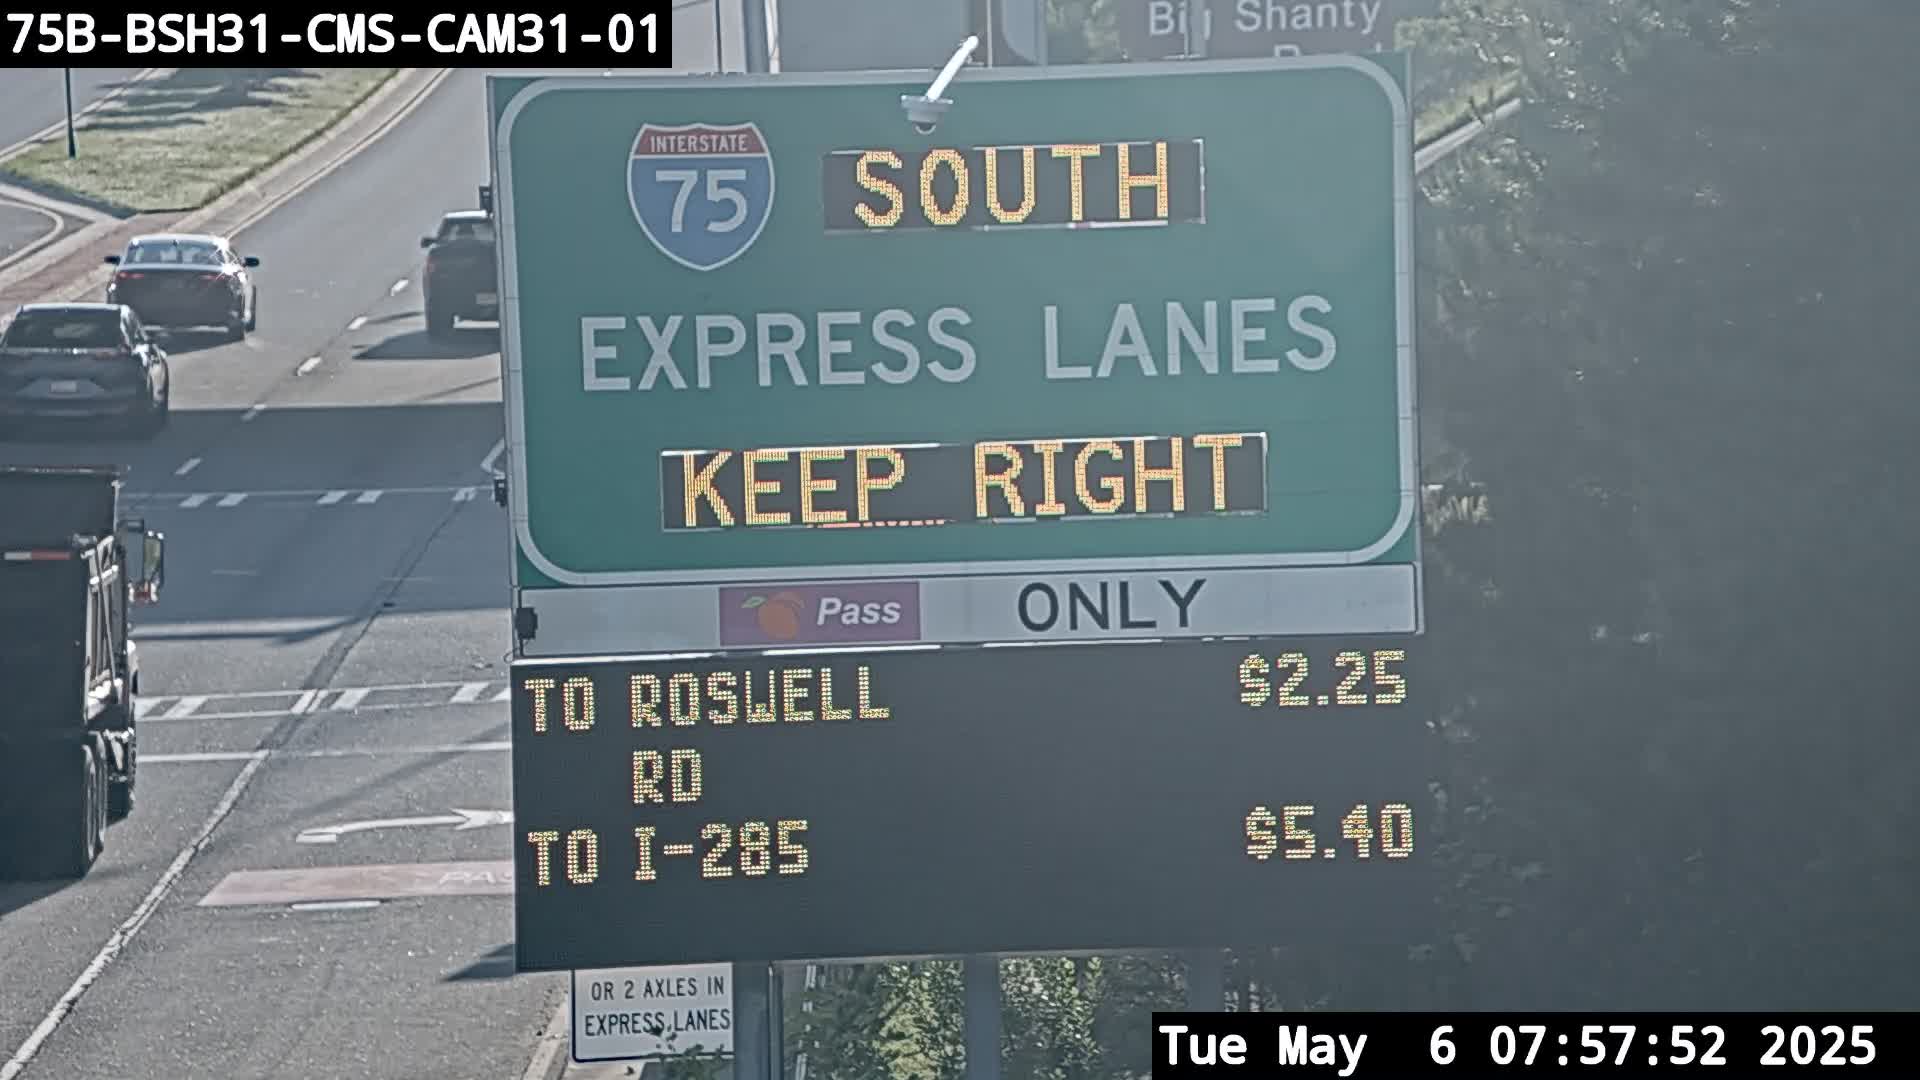 75B-BSH31-CMS-CAM31-01
Big Shanty
INTERSTATE
75
SOUTH
EXPRESS LANES
KEEP RIGHT
Pass ONLY
TO ROSWELL $2.25
RD
TO I-285 $5.40
OR 2 AXLES IN
EXPRESS LANES
Tue May 6 07:57:52 2025